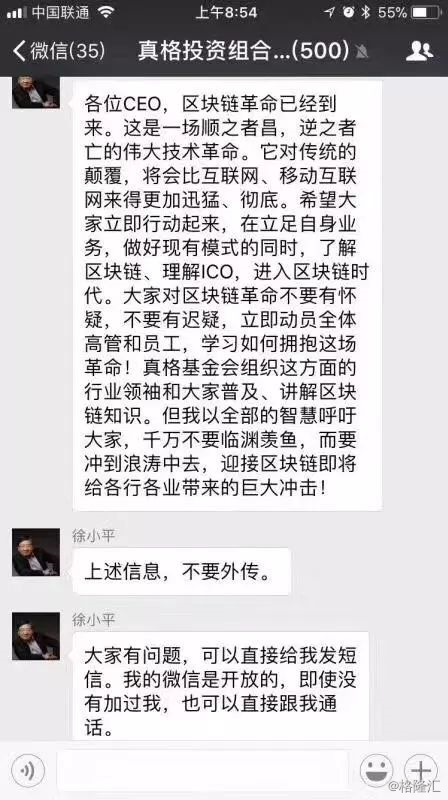 中国联通
上午8:54
55%
微信(35)
真格投资组合...(500)
各位CEO，区块链革命已经到
来。这是一场顺之者昌，逆之者
亡的伟大技术革命。它对传统的
颠覆，将会比互联网、移动互联
网来得更加迅猛、彻底。希望大
家立即行动起来，在立足自身业
务，做好现有模式的同时，了解
区块链、理解ICO，进入区块链时
代。大家对区块链革命不要有怀
疑，不要有迟疑，立即动员全体
高管和员工，学习如何拥抱这场
革命！真格基金会组织这方面的
行业领袖和大家普及、讲解区块
链知识。但我以全部的智慧呼吁
大家，千万不要临渊羡鱼，而要
冲到浪涛中去，迎接区块链即将
给各行各业带来的巨大冲击！
徐小平
上述信息，不要外传。
徐小平
大家有问题，可以直接给我发短
信。我的微信是开放的，即使没
有加过我，也可以直接跟我通
话。
@格隆汇